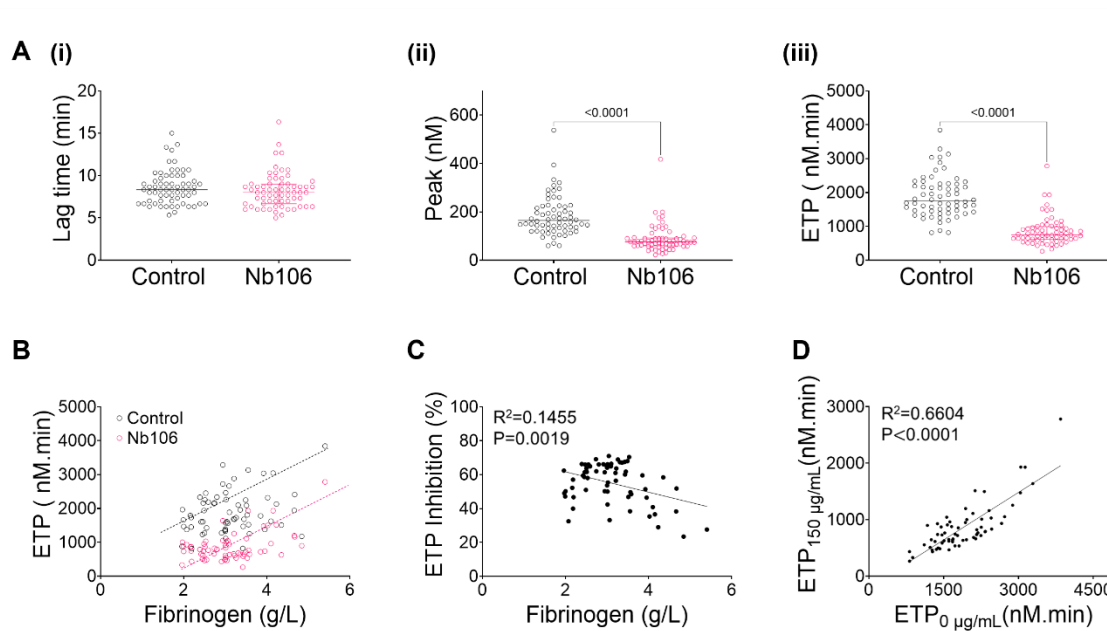 A (i) (ii) (iii)
Lag time (min)
20
15
10
5
0
Control Nb106
Peak (nM)
600
400
200
0
<0.0001
Control Nb106
ETP ( nM.min)
5000
4000
3000
2000
1000
0
<0.0001
Control Nb106
B
ETP ( nM.min)
5000
4000
3000
2000
1000
0
Control
Nb106
0 2 4 6
Fibrinogen (g/L)
C
ETP Inhibition (%)
100
80
60
40
20
0
R²=0.1455
P=0.0019
0 2 4 6
Fibrinogen (g/L)
D
ETP150 µg/mL(nM.min)
3000
2000
1000
0
R²=0.6604
P<0.0001
0 1500 3000 4500
ETP0 µg/mL(nM.min)